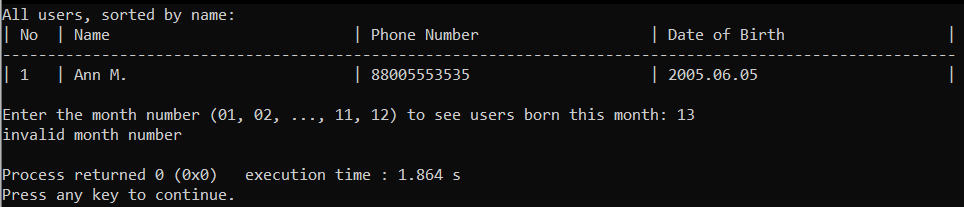 All users, sorted by name:
| No  | Name                         | Phone Number                 | Date of Birth                |
------------------------------------------------------------------------------------------------
| 1   | Ann M.                       | 88005553535                  | 2005.06.05                   |
Enter the month number (01, 02, ..., 11, 12) to see users born this month: 13
invalid month number
Process returned 0 (0x0)   execution time : 1.864 s
Press any key to continue.